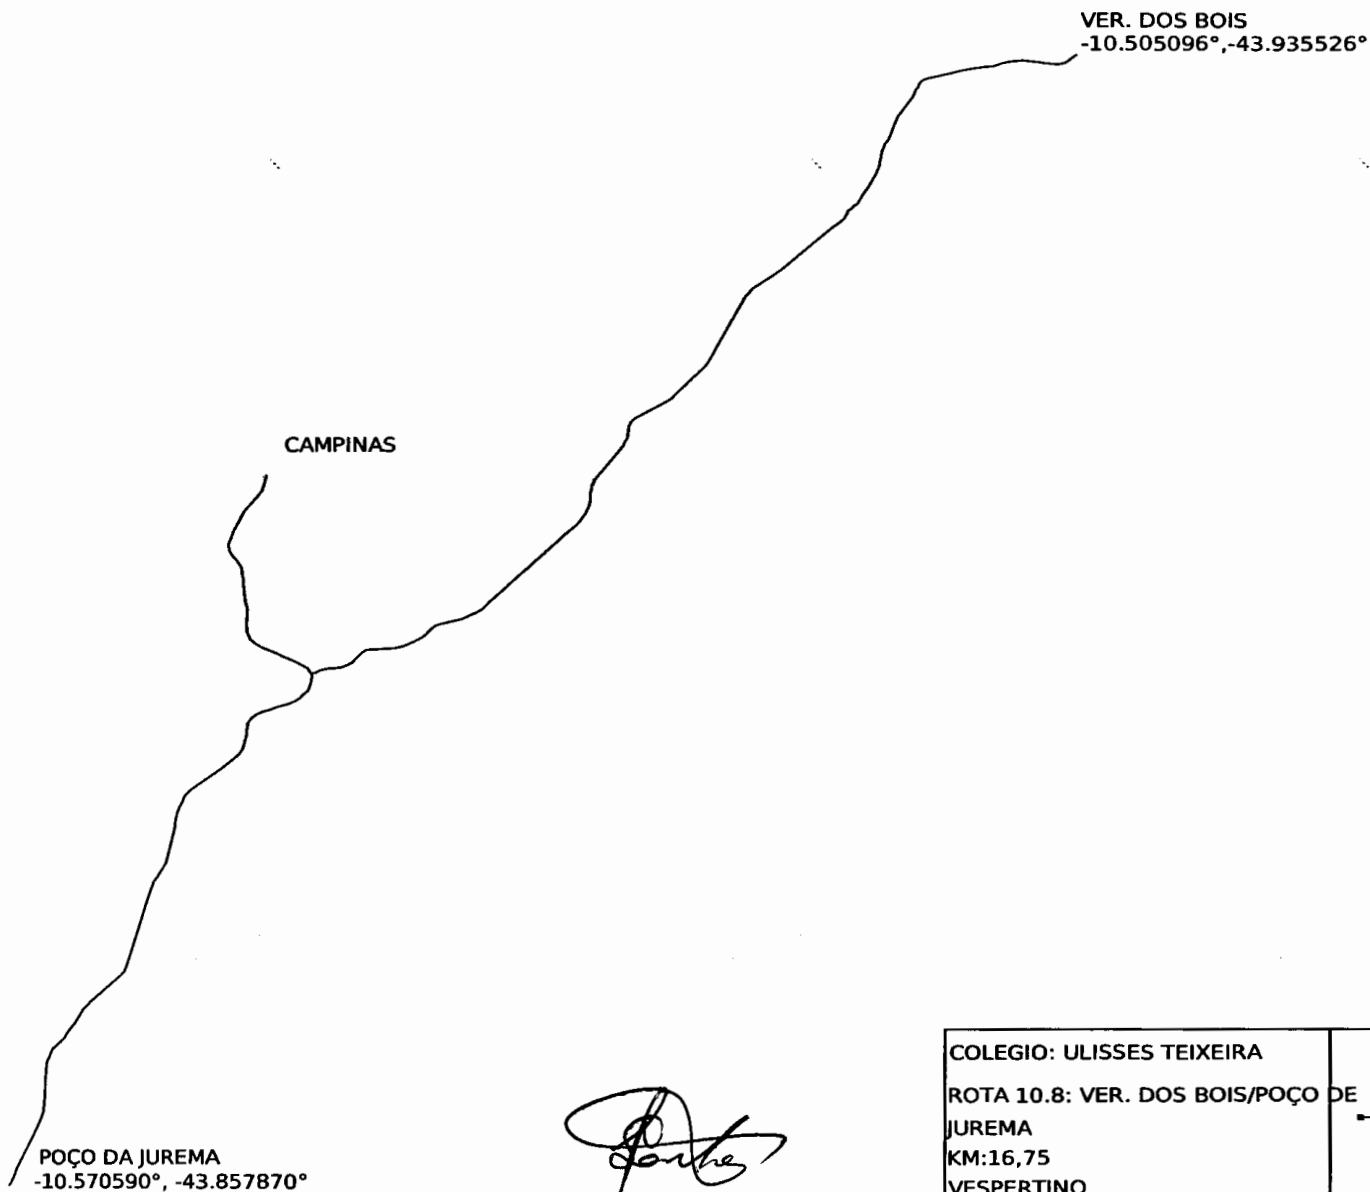 VER. DOS BOIS
-10.505096°,-43.935526°
CAMPINAS
POÇO DA JUREMA
-10.570590°, -43.857870°
COLEGIO: ULISSES TEIXEIRA
ROTA 10.8: VER. DOS BOIS/POÇO DE
JUREMA
KM:16,75
VESPERTINO